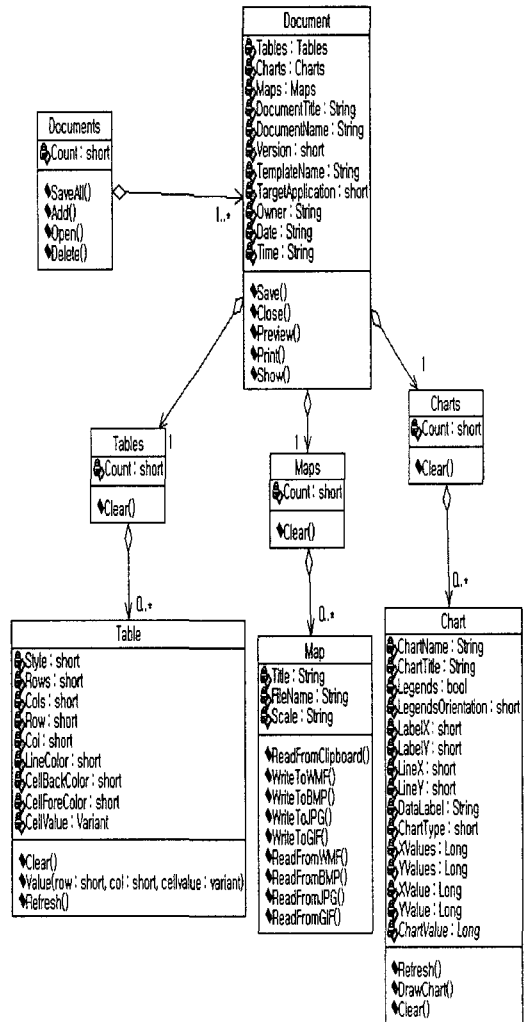 Document
Tables : Tables
Charts : Charts
Maps : Maps
DocumentTitle : String
DocumentName : String
Version : short
TemplateName : String
TargetApplication : short
Owner : String
Date : String
Time : String
Save()
Close()
Preview()
Print()
Show()
Documents
Count : short
SaveAll()
Add()
Open()
Delete()
1..*
1
1
1
Tables
Count : short
Clear()
Maps
Count : short
Clear()
Charts
Count : short
Clear()
0..*
0..*
0..*
Table
Style : short
Rows : short
Cols : short
Row : short
Col : short
LineColor : short
CellBackColor : short
CellForeColor : short
CellValue : Variant
Clear()
Value(row : short, col : short, cellvalue : variant)
Refresh()
Map
Title : String
FileName : String
Scale : String
ReadFromClipboard()
WriteToWMF()
WriteToBMP()
WriteToJPG()
WriteToGIF()
ReadFromWMF()
ReadFromBMP()
ReadFromJPG()
ReadFromGIF()
Chart
ChartName : String
ChartTitle : String
Legends : bool
LegendsOrientation : short
LabelX : short
LabelY : short
LineX : short
LineY : short
DataLabel : String
ChartType : short
XValues : Long
YValues : Long
XValue : Long
YValue : Long
ChartValue : Long
Refresh()
DrawChart()
Clear()